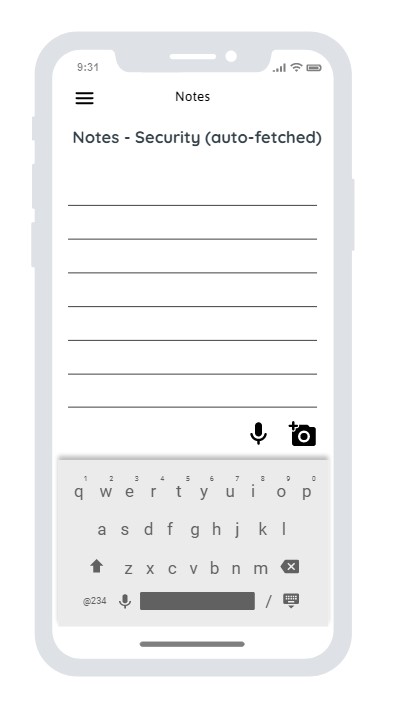 9:31
Notes
Notes - Security (auto-fetched)
1 2 3 4 5 6 7 8 9 0
q w e r t y u i o p
a s d f g h j k l
z x c v b n m
@234 /